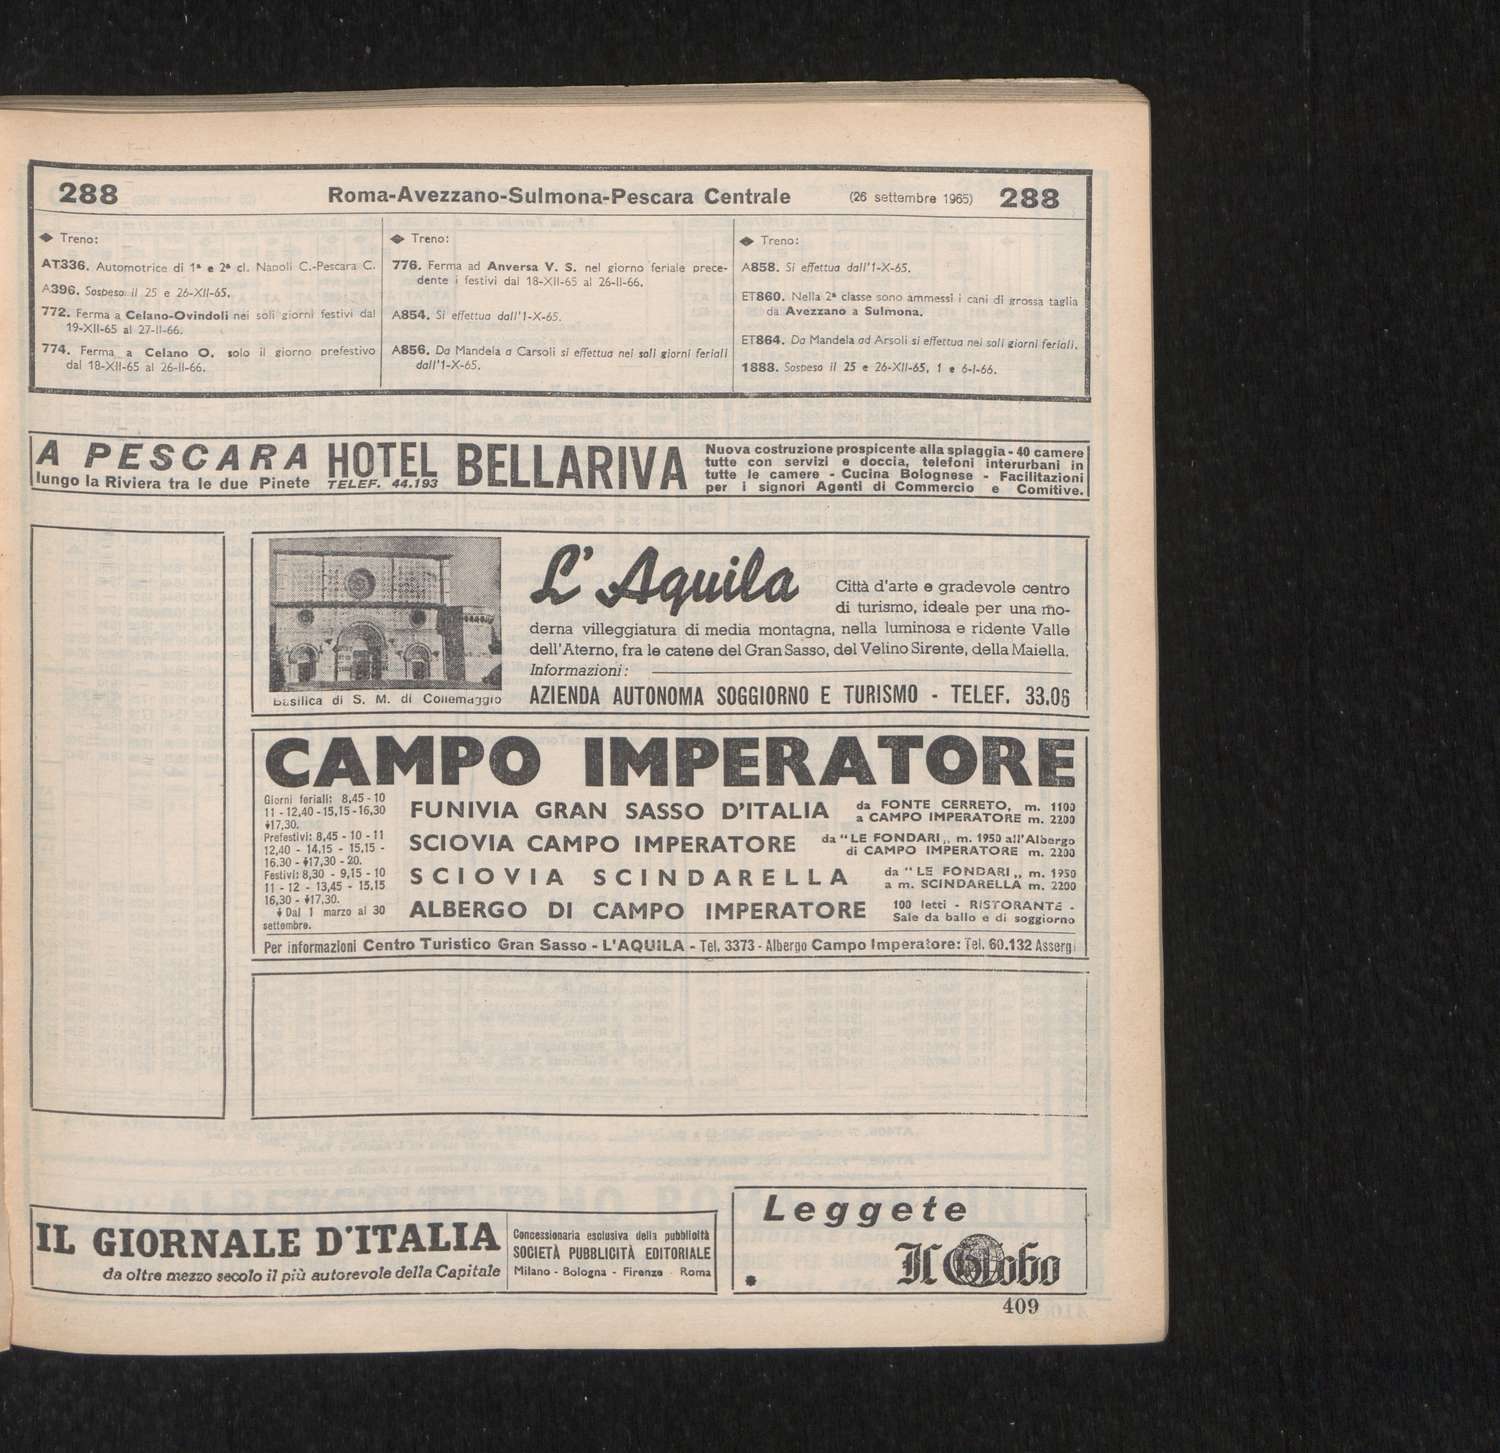 288 Roma-Avezzano-Sulmona-Pescara Centrale (26 settembre 1965) 288
Treno:
AT336. Automotrice di 1ª e 2ª cl. Napoli C.-Pescara C.
A396. Sospeso il 25 e 26-XII-65.
772. Ferma a Celano-Ovindoli nei soli giorni festivi dal
19-XII-65 al 27-II-66.
774. Ferma a Celano O. solo il giorno prefestivo
dal 18-XII-65 al 26-II-66.
Treno:
776. Ferma ad Anversa V. S. nel giorno feriale prece-
dente i festivi dal 18-XII-65 al 26-II-66.
A854. Si effettua dall'1-X-65.
A856. Da Mandela a Carsoli si effettua nei soli giorni feriali
dall'1-X-65.
Treno:
A858. Si effettua dall'1-X-65.
ET860. Nella 2ª classe sono ammessi i cani di grossa taglia
da Avezzano a Sulmona.
ET864. Da Mandela ad Arsoli si effettua nei soli giorni feriali.
1888. Sospeso il 25 e 26-XII-65, 1 e 6-I-66.
A PESCARA
lungo la Riviera tra le due Pinete
HOTEL BELLARIVA
TELEF. 44.193
Nuova costruzione prospicente alla spiaggia - 40 camere
tutte con servizi e doccia, telefoni interurbani in
tutte le camere - Cucina Bolognese - Facilitazioni
per i signori Agenti di Commercio e Comitive.
Basilica di S. M. di Collemaggio
L'Aquila
Città d'arte e gradevole centro
di turismo, ideale per una mo-
derna villeggiatura di media montagna, nella luminosa e ridente Valle
dell'Aterno, fra le catene del Gran Sasso, del Velino Sirente, della Maiella.
Informazioni:
AZIENDA AUTONOMA SOGGIORNO E TURISMO - TELEF. 33.06
CAMPO IMPERATORE
Giorni feriali: 8,45 - 10
11 - 12,40 - 15,15 - 16,30
♦17,30.
Prefestivi: 8,45 - 10 - 11
12,40 - 14,15 - 15,15 -
16,30 - ♦17,30 - 20.
Festivi: 8,30 - 9,15 - 10
11 - 12 - 13,45 - 15,15
16,30 - ♦17,30.
♦ Dal 1 marzo al 30
settembre.
FUNIVIA GRAN SASSO D'ITALIA da FONTE CERRETO, m. 1100
a CAMPO IMPERATORE m. 2200
SCIOVIA CAMPO IMPERATORE da "LE FONDARI„ m. 1950 all'Albergo
di CAMPO IMPERATORE m. 2200
SCIOVIA SCINDARELLA da "LE FONDARI„ m. 1950
a m. SCINDARELLA m. 2200
ALBERGO DI CAMPO IMPERATORE 100 letti - RISTORANTE -
Sale da ballo e di soggiorno
Per informazioni Centro Turistico Gran Sasso - L'AQUILA - Tel. 3373 - Albergo Campo Imperatore: Tel. 60.132 Assergi
IL GIORNALE D'ITALIA
da oltre mezzo secolo il più autorevole della Capitale
Concessionaria esclusiva della pubblicità
SOCIETÀ PUBBLICITÀ EDITORIALE
Milano - Bologna - Firenze - Roma
Leggete
Il Globo
409